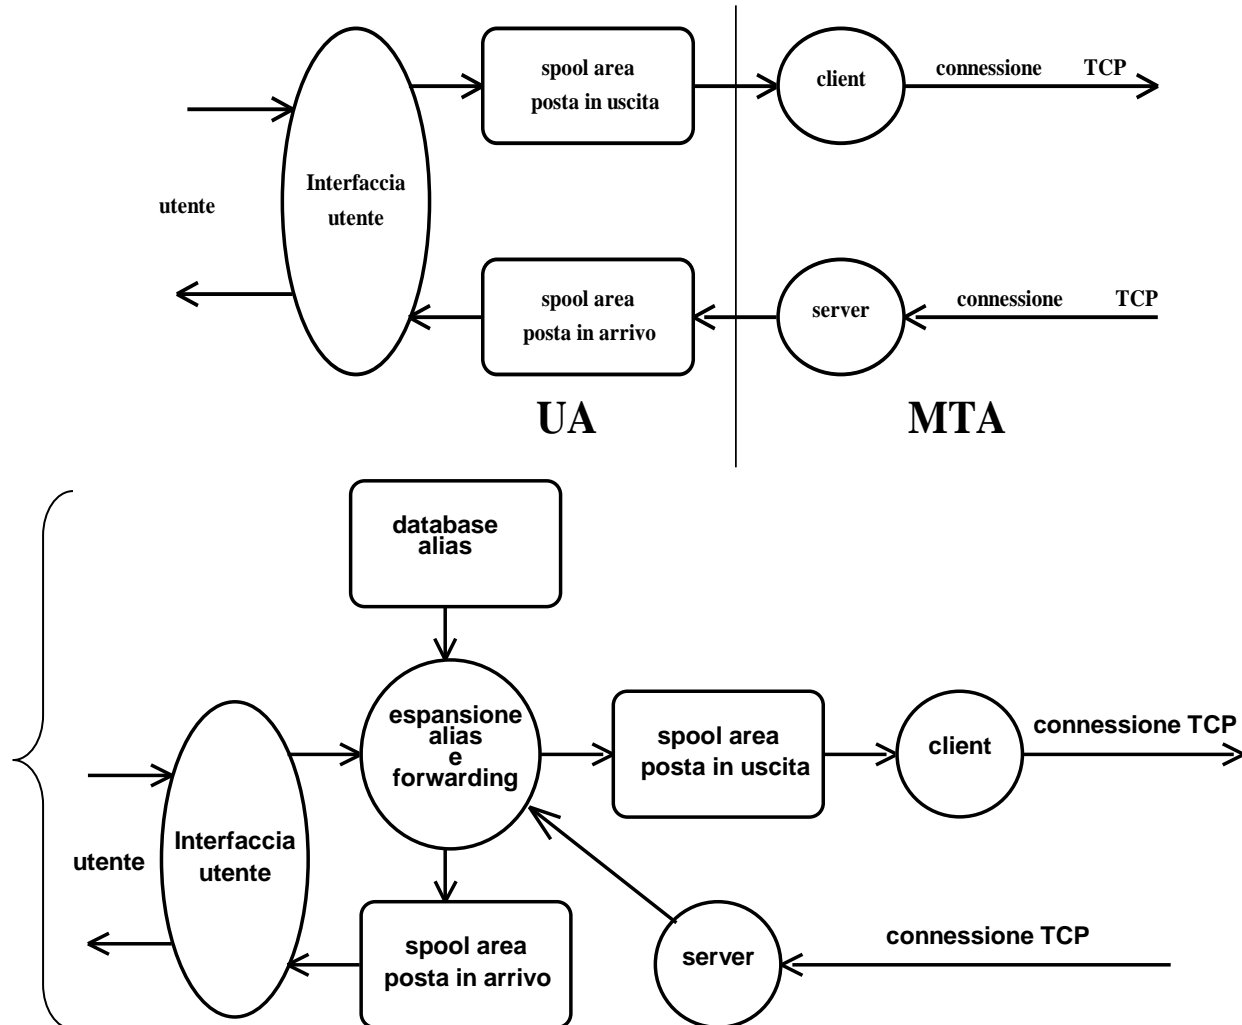 spool area
posta in uscita
client
connessione TCP
Interfaccia
utente
utente
spool area
posta in arrivo
server
connessione TCP
UA
MTA
database
alias
espansione
alias
e
forwarding
spool area
posta in uscita
client
connessione TCP
Interfaccia
utente
utente
spool area
posta in arrivo
server
connessione TCP